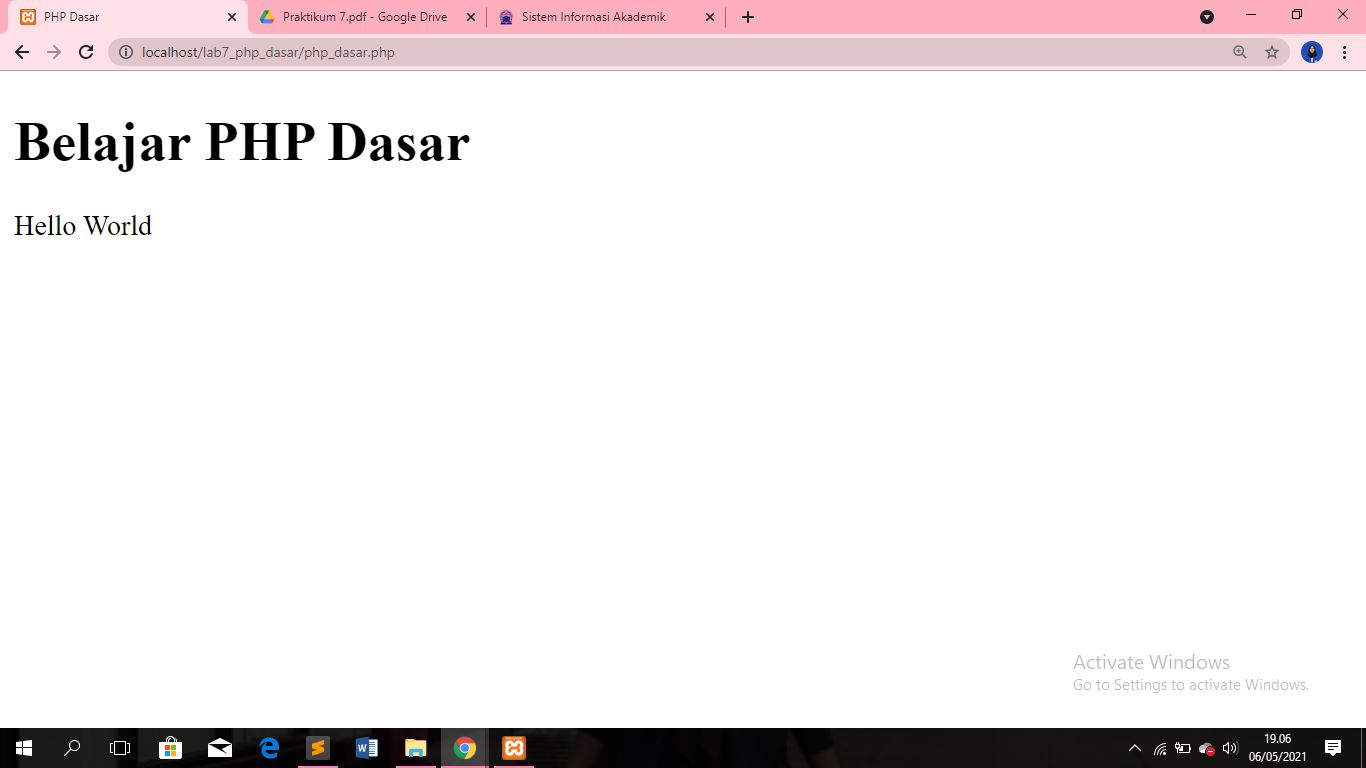 PHP Dasar
Praktikum 7.pdf - Google Drive
Sistem Informasi Akademik
localhost/lab7_php_dasar/php_dasar.php
Belajar PHP Dasar
Hello World
Activate Windows
Go to Settings to activate Windows.
19.06
06/05/2021